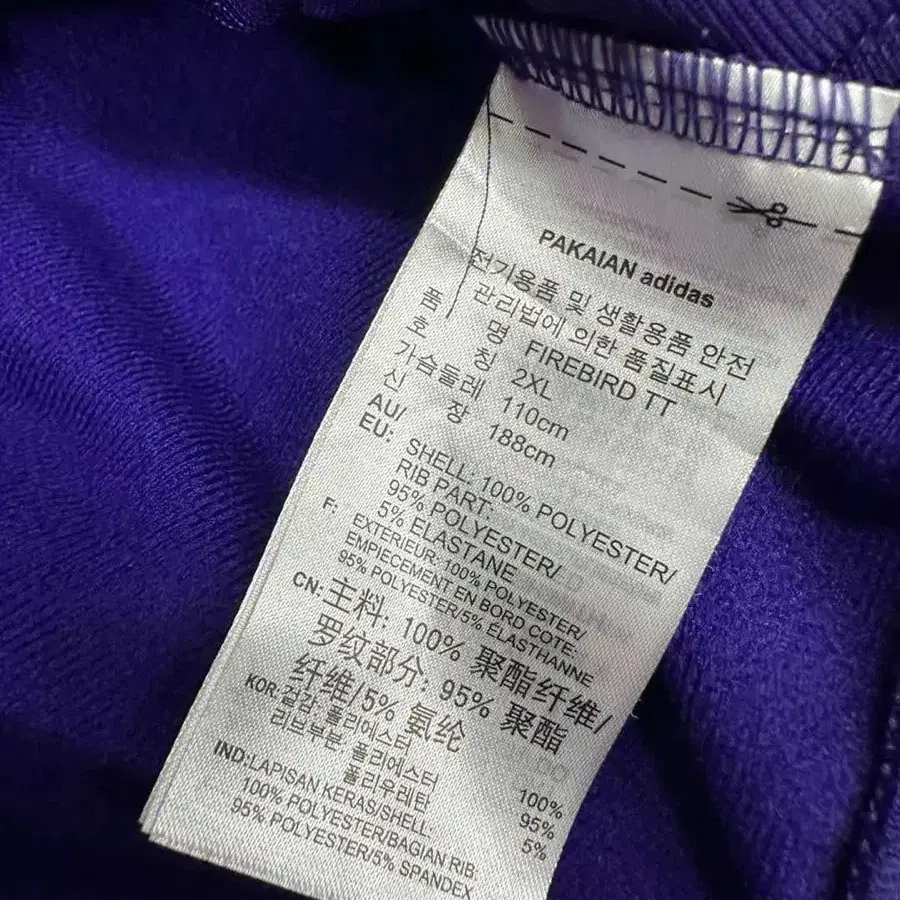 PAKAIAN adidas
전기용품 및 생활용품 안전
관리법에 의한 품질표시
품 명 FIREBIRD TT
호 칭 2XL
가슴둘레 110cm
신 장 188cm
AU/
EU: SHELL: 100% POLYESTER/
RIB PART:
95% POLYESTER/
5% ELASTANE
F: EXTERIEUR: 100% POLYESTER/
EMPIECEMENT EN BORD COTE:
95% POLYESTER/5% ÉLASTHANNE
CN: 主料: 100% 聚酯纤维/
罗纹部分: 95% 聚酯
纤维/5% 氨纶
KOR: 겉감 폴리에스터 100%
리브부분: 폴리에스터 95%
폴리우레탄 5%
IND: LAPISAN KERAS/SHELL:
100% POLYESTER/BAGIAN RIB:
95% POLYESTER/5% SPANDEX